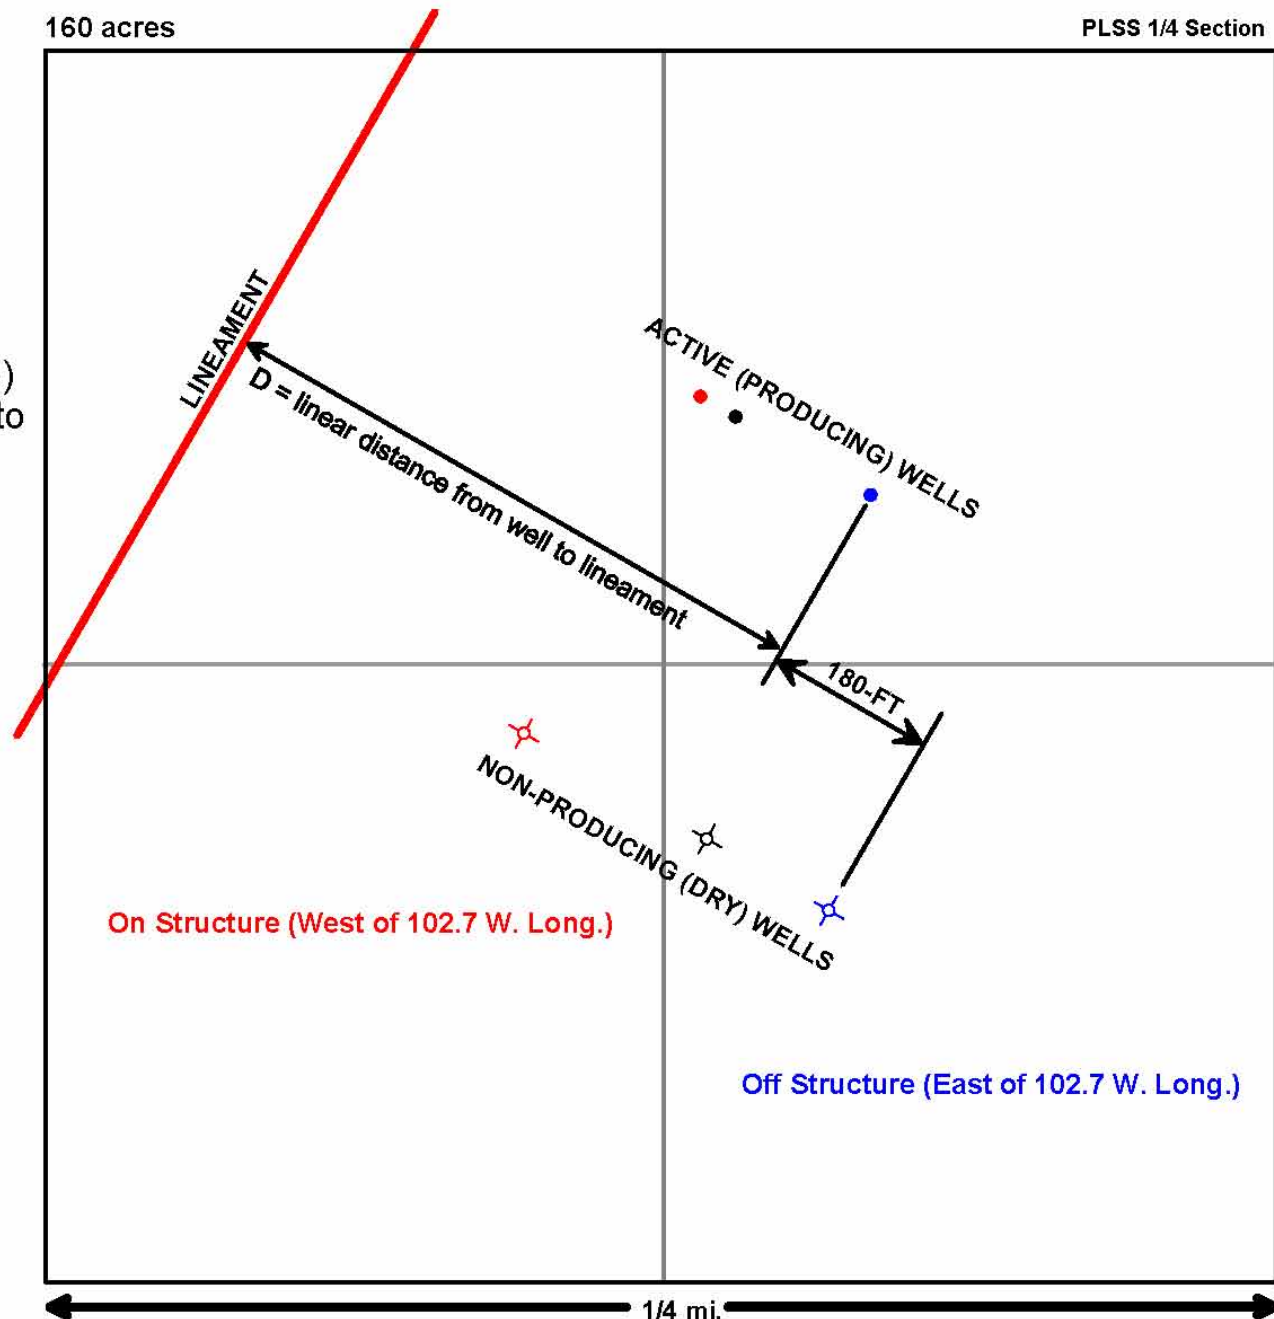 160 acres
PLSS 1/4 Section
LINEAMENT
)
to
ACTIVE (PRODUCING) WELLS
D = linear distance from well to lineament
180-FT
NON-PRODUCING (DRY) WELLS
On Structure (West of 102.7 W. Long.)
Off Structure (East of 102.7 W. Long.)
1/4 mi.